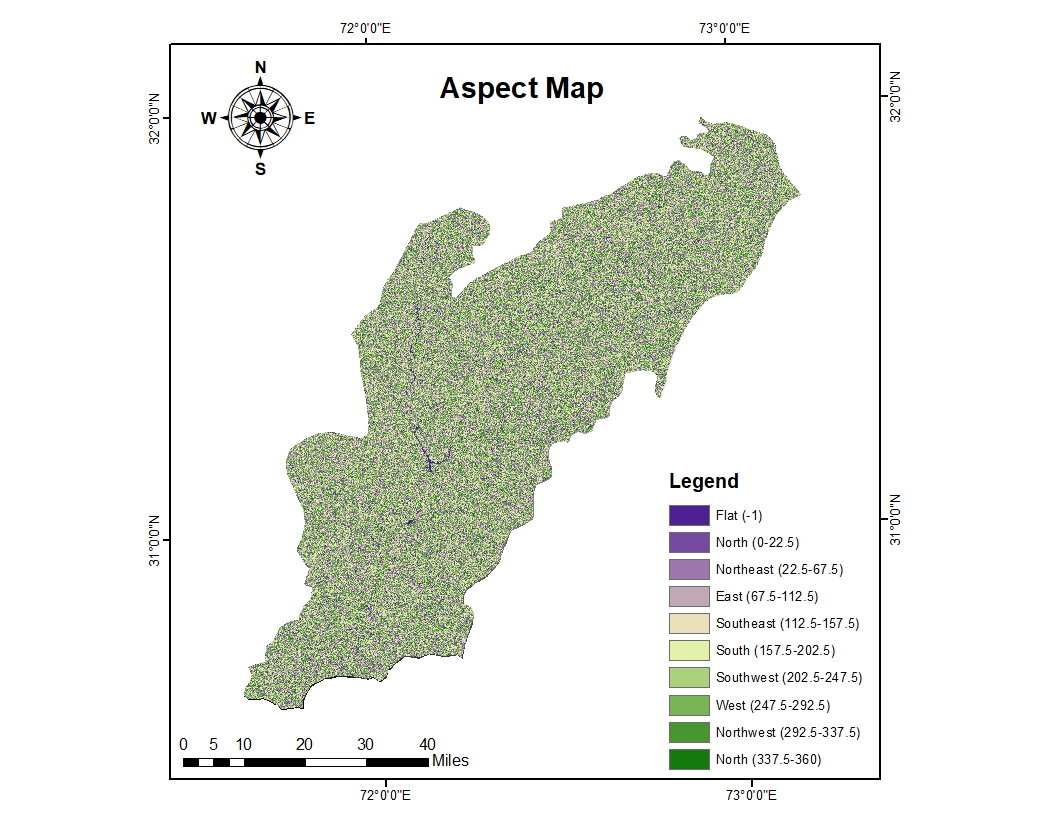 72°0'0"E 73°0'0"E
Aspect Map
N
W E
S
32°0'0"N 32°0'0"N
31°0'0"N 31°0'0"N
Legend
Flat (-1)
North (0-22.5)
Northeast (22.5-67.5)
East (67.5-112.5)
Southeast (112.5-157.5)
South (157.5-202.5)
Southwest (202.5-247.5)
West (247.5-292.5)
Northwest (292.5-337.5)
North (337.5-360)
0 5 10 20 30 40
Miles
72°0'0"E 73°0'0"E